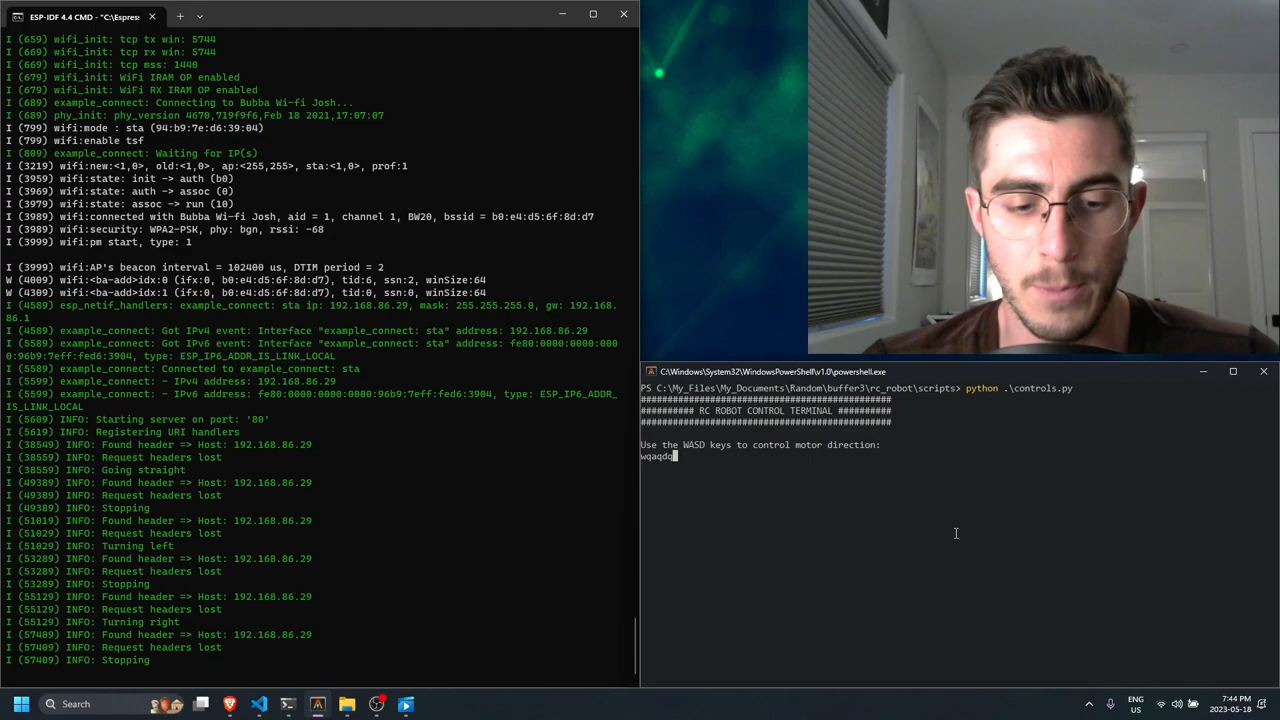 ESP-IDF 4.4 CMD - "C:\Espres
I (659) wifi_init: tcp tx win: 5744
I (669) wifi_init: tcp rx win: 5744
I (669) wifi_init: tcp mss: 1440
I (679) wifi_init: WiFi IRAM OP enabled
I (679) wifi_init: WiFi RX IRAM OP enabled
I (689) example_connect: Connecting to Bubba Wi-fi Josh...
I (689) phy_init: phy_version 4670,719f9f6,Feb 18 2021,17:07:07
I (799) wifi:mode : sta (94:b9:7e:d6:39:04)
I (799) wifi:enable tsf
I (809) example_connect: Waiting for IP(s)
I (3219) wifi:new:<1,0>, old:<1,0>, ap:<255,255>, sta:<1,0>, prof:1
I (3959) wifi:state: init -> auth (b0)
I (3969) wifi:state: auth -> assoc (0)
I (3979) wifi:state: assoc -> run (10)
I (3989) wifi:connected with Bubba Wi-fi Josh, aid = 1, channel 1, BW20, bssid = b0:e4:d5:6f:8d:d7
I (3989) wifi:security: WPA2-PSK, phy: bgn, rssi: -68
I (3999) wifi:pm start, type: 1
I (3999) wifi:AP's beacon interval = 102400 us, DTIM period = 2
W (4009) wifi:<ba-add>idx:0 (ifx:0, b0:e4:d5:6f:8d:d7), tid:6, ssn:2, winSize:64
W (4309) wifi:<ba-add>idx:1 (ifx:0, b0:e4:d5:6f:8d:d7), tid:0, ssn:0, winSize:64
I (4589) esp_netif_handlers: example_connect: sta ip: 192.168.86.29, mask: 255.255.255.0, gw: 192.168.
86.1
I (4589) example_connect: Got IPv4 event: Interface "example_connect: sta" address: 192.168.86.29
I (5589) example_connect: Got IPv6 event: Interface "example_connect: sta" address: fe80:0000:0000:000
0:96b9:7eff:fed6:3904, type: ESP_IP6_ADDR_IS_LINK_LOCAL
I (5589) example_connect: Connected to example_connect: sta
I (5599) example_connect: - IPv4 address: 192.168.86.29
I (5599) example_connect: - IPv6 address: fe80:0000:0000:0000:96b9:7eff:fed6:3904, type: ESP_IP6_ADDR_
IS_LINK_LOCAL
I (5609) INFO: Starting server on port: '80'
I (5619) INFO: Registering URI handlers
I (38549) INFO: Found header => Host: 192.168.86.29
I (38559) INFO: Request headers lost
I (38559) INFO: Going straight
I (49389) INFO: Found header => Host: 192.168.86.29
I (49389) INFO: Request headers lost
I (49389) INFO: Stopping
I (51019) INFO: Found header => Host: 192.168.86.29
I (51029) INFO: Request headers lost
I (51029) INFO: Turning left
I (53289) INFO: Found header => Host: 192.168.86.29
I (53289) INFO: Request headers lost
I (53289) INFO: Stopping
I (55129) INFO: Found header => Host: 192.168.86.29
I (55129) INFO: Request headers lost
I (55129) INFO: Turning right
I (57409) INFO: Found header => Host: 192.168.86.29
I (57409) INFO: Request headers lost
I (57409) INFO: Stopping
C:\Windows\System32\WindowsPowerShell\v1.0\powershell.exe
PS C:\My_Files\My_Documents\Random\buffer3\rc_robot\scripts> python .\controls.py
###############################################
########## RC ROBOT CONTROL TERMINAL ##########
###############################################
Use the WASD keys to control motor direction:
wqaqdq
Search
ENG
US
7:44 PM
2023-05-18